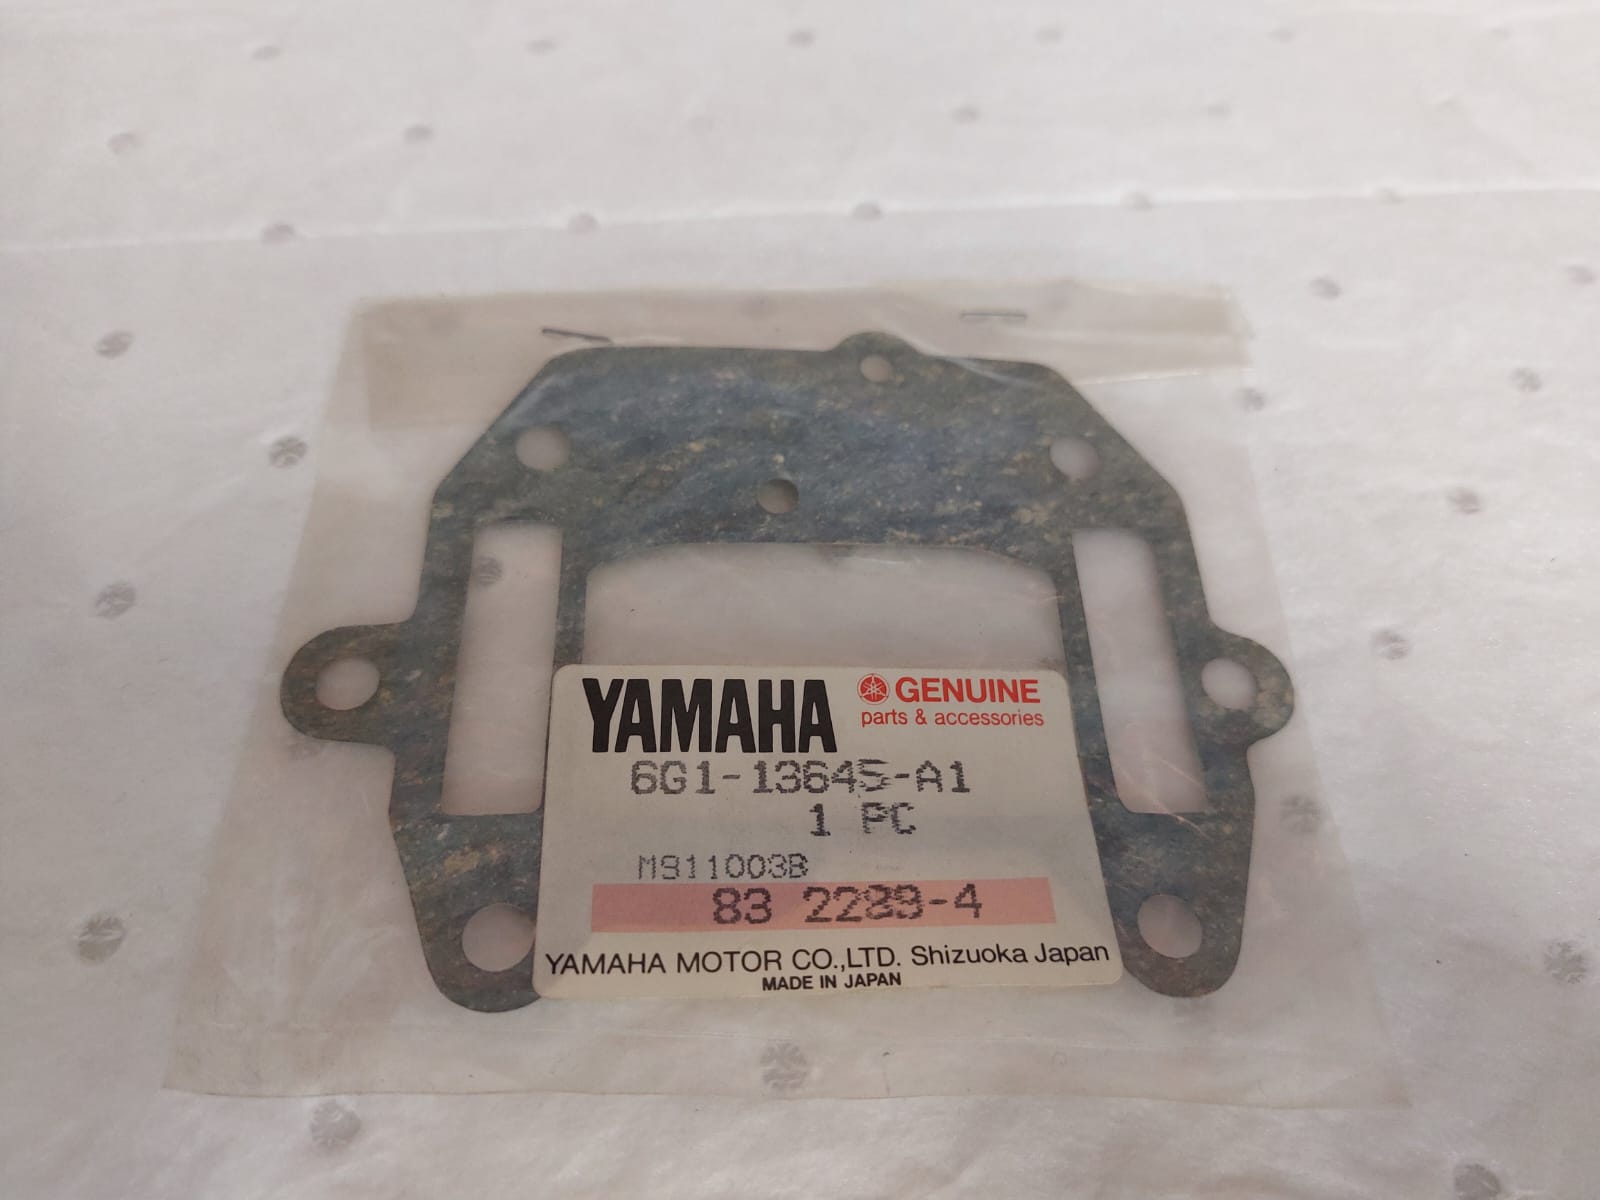 YAMAHA GENUINE
parts & accessories
6G1-13645-A1
1 PC
M911003B
83 2289-4
YAMAHA MOTOR CO.,LTD. Shizuoka Japan
MADE IN JAPAN